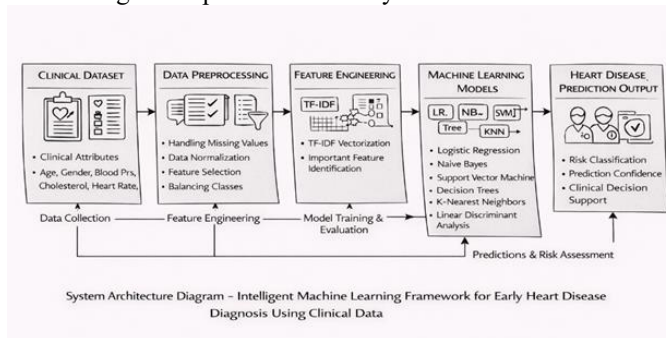 CLINICAL DATASET
• Clinical Attributes
• Age, Gender, Blood Prs,
Cholesterol, Heart Rate,
DATA PREPROCESSING
• Handling Missing Values
• Data Normalization
• Feature Selection
• Balancing Classes
FEATURE ENGINEERING
TF-IDF
• TF-IDF Vectorization
• Important Feature
Identification
MACHINE LEARNING
MODELS
LR. NB SVM
Tree KNN
• Logistic Regression
• Naive Bayes
• Support Vector Machine
• Decision Trees
• K-Nearest Neighbors
• Linear Discriminant
Analysis
HEART DISEASE
PREDICTION OUTPUT
• Risk Classification
• Prediction Confidence
• Clinical Decision
Support
Data Collection
Feature Engineering
Model Training &
Evaluation
Predictions & Risk Assessment
System Architecture Diagram – Intelligent Machine Learning Framework for Early Heart Disease
Diagnosis Using Clinical Data